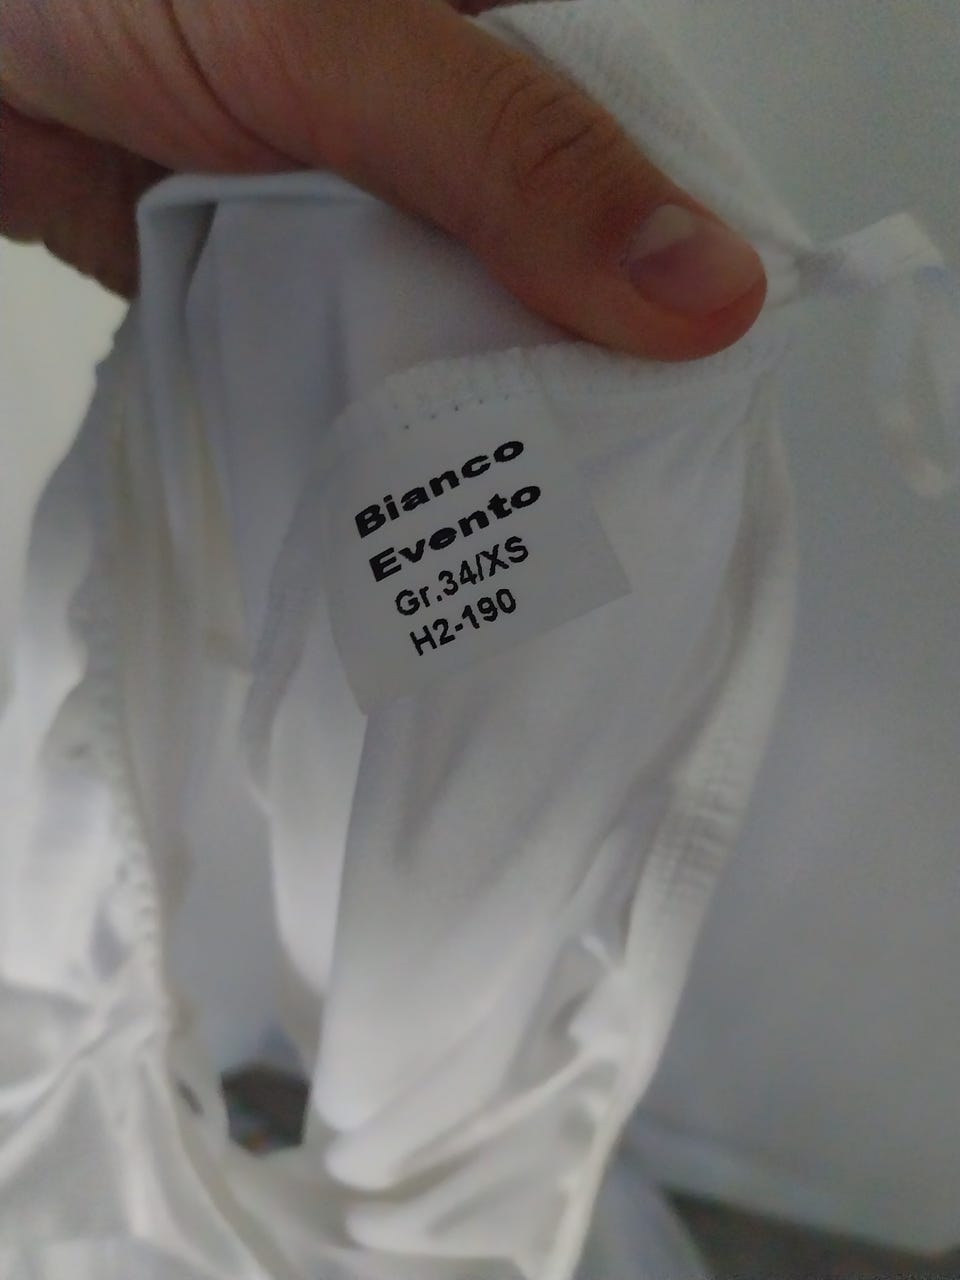 Bianco
Evento
Gr.34/XS
H2-190